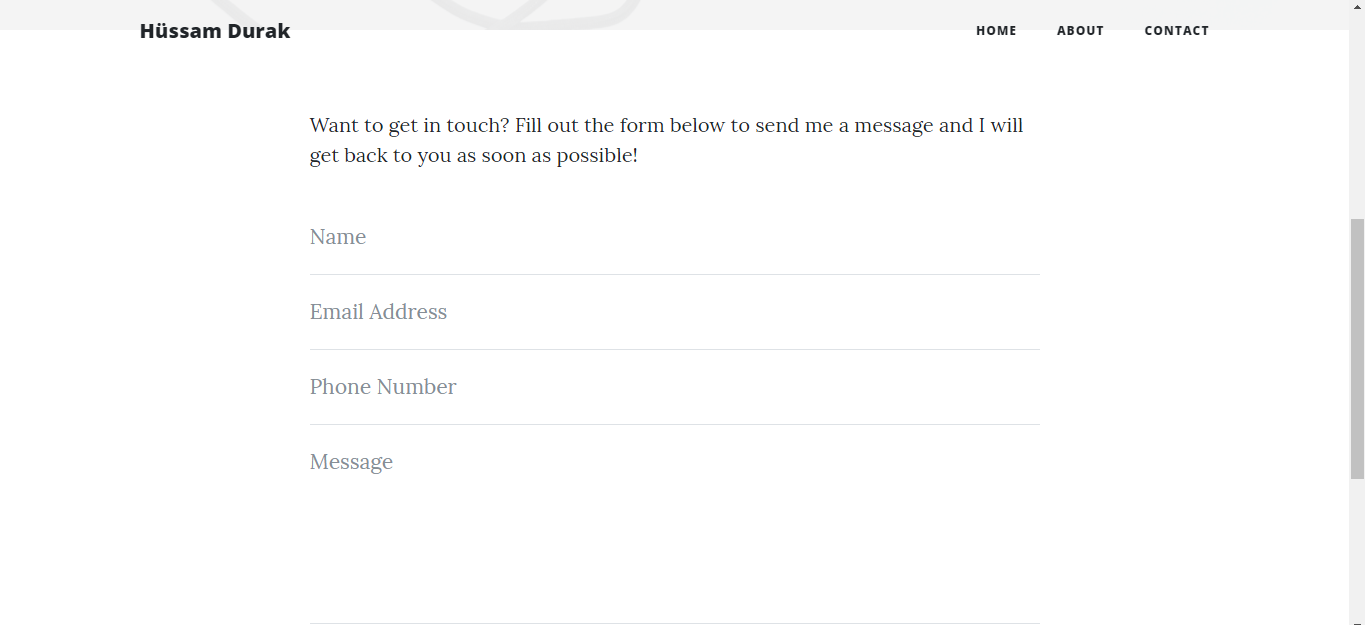 Hüssam Durak
HOME ABOUT CONTACT
Want to get in touch? Fill out the form below to send me a message and I will
get back to you as soon as possible!
Name
Email Address
Phone Number
Message